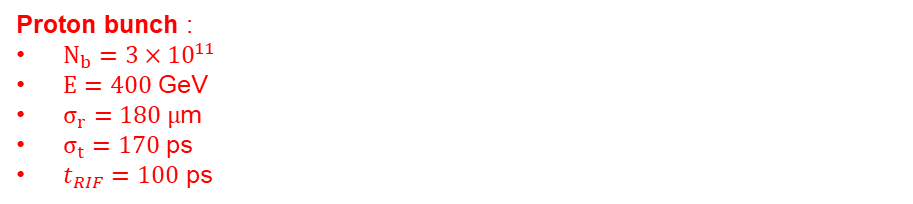 Proton bunch :
• N_b = 3 × 10^11
• E = 400 GeV
• σ_r = 180 μm
• σ_t = 170 ps
• t_RIF = 100 ps